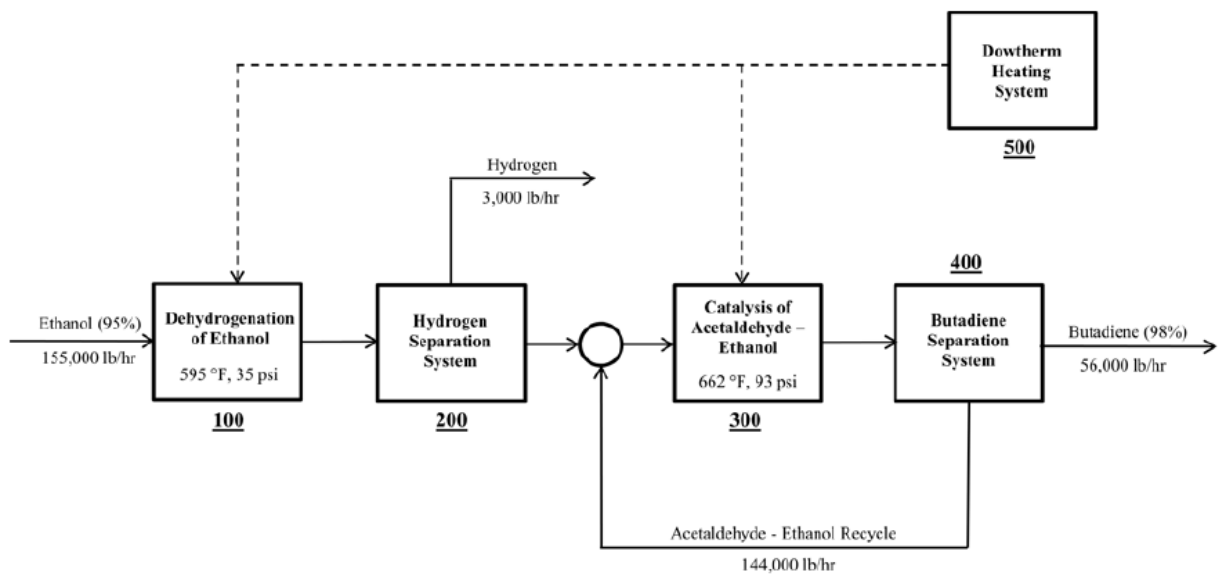 Dowtherm
Heating
System
500
Hydrogen
3,000 lb/hr
400
Ethanol (95%)
155,000 lb/hr
Dehydrogenation
of Ethanol
595 °F, 35 psi
100
Hydrogen
Separation
System
200
Catalysis of
Acetaldehyde –
Ethanol
662 °F, 93 psi
300
Butadiene
Separation
System
Butadiene (98%)
56,000 lb/hr
Acetaldehyde - Ethanol Recycle
144,000 lb/hr